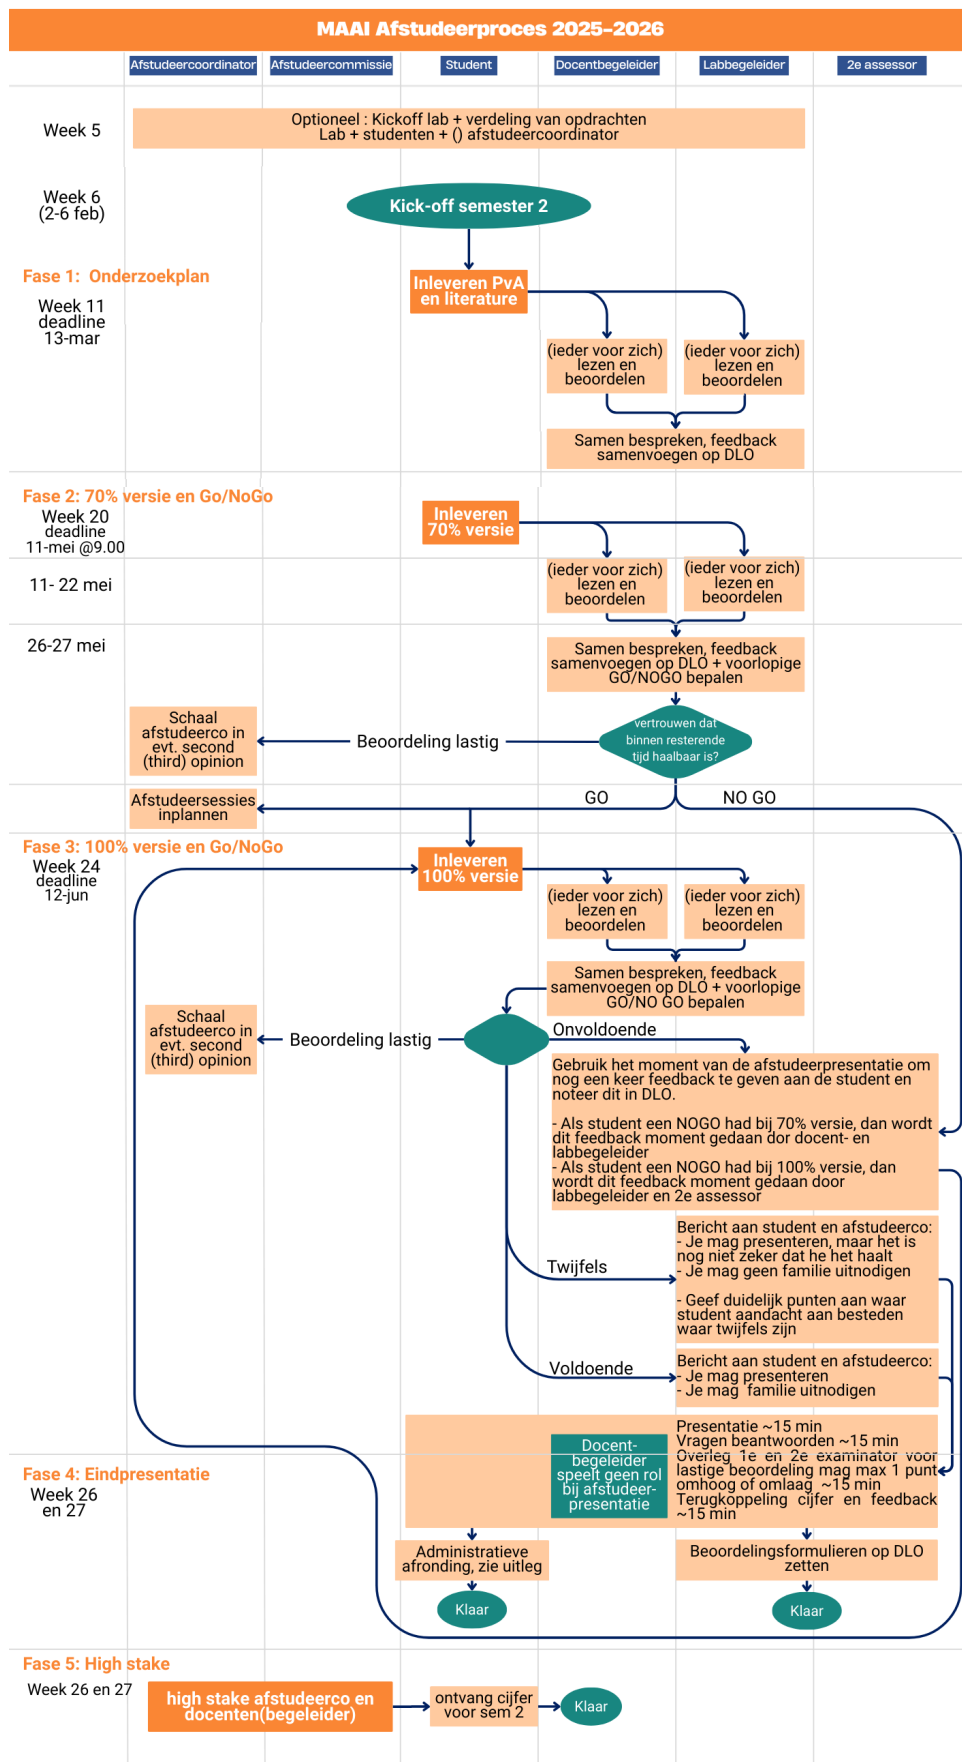 MAAI Afstudeerproces 2025-2026
Afstudeercoordinator
Afstudeercommissie
Student
Docentbegeleider
Labbegeleider
2e assessor
Week 5
Optioneel : Kickoff lab + verdeling van opdrachten
Lab + studenten + () afstudeercoordinator
Week 6
(2-6 feb)
Kick-off semester 2
Fase 1:  Onderzoekplan
Week 11
deadline
13-mar
Inleveren PvA
en literature
(ieder voor zich)
lezen en
beoordelen
(ieder voor zich)
lezen en
beoordelen
Samen bespreken, feedback
samenvoegen op DLO
Fase 2: 70% versie en Go/NoGo
Week 20
deadline
11-mei @9.00
Inleveren
70% versie
11- 22 mei
(ieder voor zich)
lezen en
beoordelen
(ieder voor zich)
lezen en
beoordelen
26-27 mei
Samen bespreken, feedback
samenvoegen op DLO + voorlopige
GO/NOGO bepalen
Schaal
afstudeerco in
evt. second
(third) opinion
Beoordeling lastig
vertrouwen dat
binnen resterende
tijd haalbaar is?
Afstudeersessies
inplannen
GO
NO GO
Fase 3: 100% versie en Go/NoGo
Week 24
deadline
12-jun
Inleveren
100% versie
(ieder voor zich)
lezen en
beoordelen
(ieder voor zich)
lezen en
beoordelen
Samen bespreken, feedback
samenvoegen op DLO + voorlopige
GO/NO GO bepalen
Schaal
afstudeerco in
evt. second
(third) opinion
Beoordeling lastig
Onvoldoende
Gebruik het moment van de afstudeerpresentatie om
nog een keer feedback te geven aan de student en
noteer dit in DLO.
- Als student een NOGO had bij 70% versie, dan wordt
dit feedback moment gedaan dor docent- en
labbegeleider
- Als student een NOGO had bij 100% versie, dan
wordt dit feedback moment gedaan door
labbegeleider en 2e assessor
Twijfels
Bericht aan student en afstudeerco:
- Je mag presenteren, maar het is
nog niet zeker dat he het haalt
- Je mag geen familie uitnodigen
- Geef duidelijk punten aan waar
student aandacht aan besteden
waar twijfels zijn
Voldoende
Bericht aan student en afstudeerco:
- Je mag presenteren
- Je mag  familie uitnodigen
Fase 4: Eindpresentatie
Week 26
en 27
Docent-
begeleider
speelt geen rol
bij afstudeer-
presentatie
Presentatie ~15 min
Vragen beantwoorden ~15 min
Overleg 1e en 2e examinator voor
lastige beoordeling mag max 1 punt
omhoog of omlaag  ~15 min
Terugkoppeling cijfer en feedback
~15 min
Administratieve
afronding, zie uitleg
Beoordelingsformulieren op DLO
zetten
Klaar
Klaar
Fase 5: High stake
Week 26 en 27
high stake afstudeerco en
docenten(begeleider)
ontvang cijfer
voor sem 2
Klaar